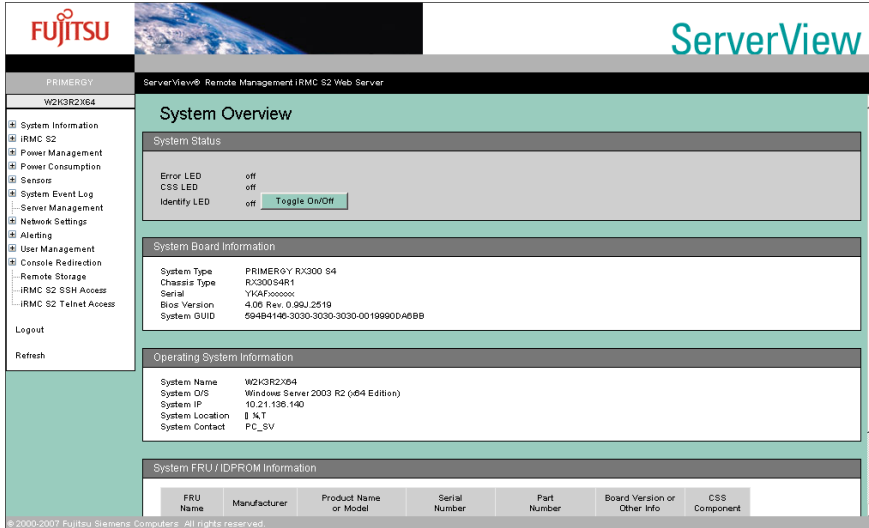 FUJITSU
ServerView
PRIMERGY
ServerView® Remote Management iRMC S2 Web Server
W2K3R2X64
System Information
iRMC S2
Power Management
Power Consumption
Sensors
System Event Log
Server Management
Network Settings
Alerting
User Management
Console Redirection
Remote Storage
iRMC S2 SSH Access
iRMC S2 Telnet Access
Logout
Refresh
System Overview
System Status
Error LED off
CSS LED off
Identify LED off Toggle On/Off
System Board Information
System Type PRIMERGY RX300 S4
Chassis Type RX300S4R1
Serial YKAFxxxxxx
Bios Version 4.06 Rev. 0.99J.2519
System GUID 594B4146-3030-3030-3030-0019990DA6BB
Operating System Information
System Name W2K3R2X64
System O/S Windows Server 2003 R2 (x64 Edition)
System IP 10.21.136.140
System Location ▯ ¼,T
System Contact PC_SV
System FRU / IDPROM Information
FRU Name Manufacturer Product Name or Model Serial Number Part Number Board Version or Other Info CSS Component
© 2000-2007 Fujitsu Siemens Computers All rights reserved.